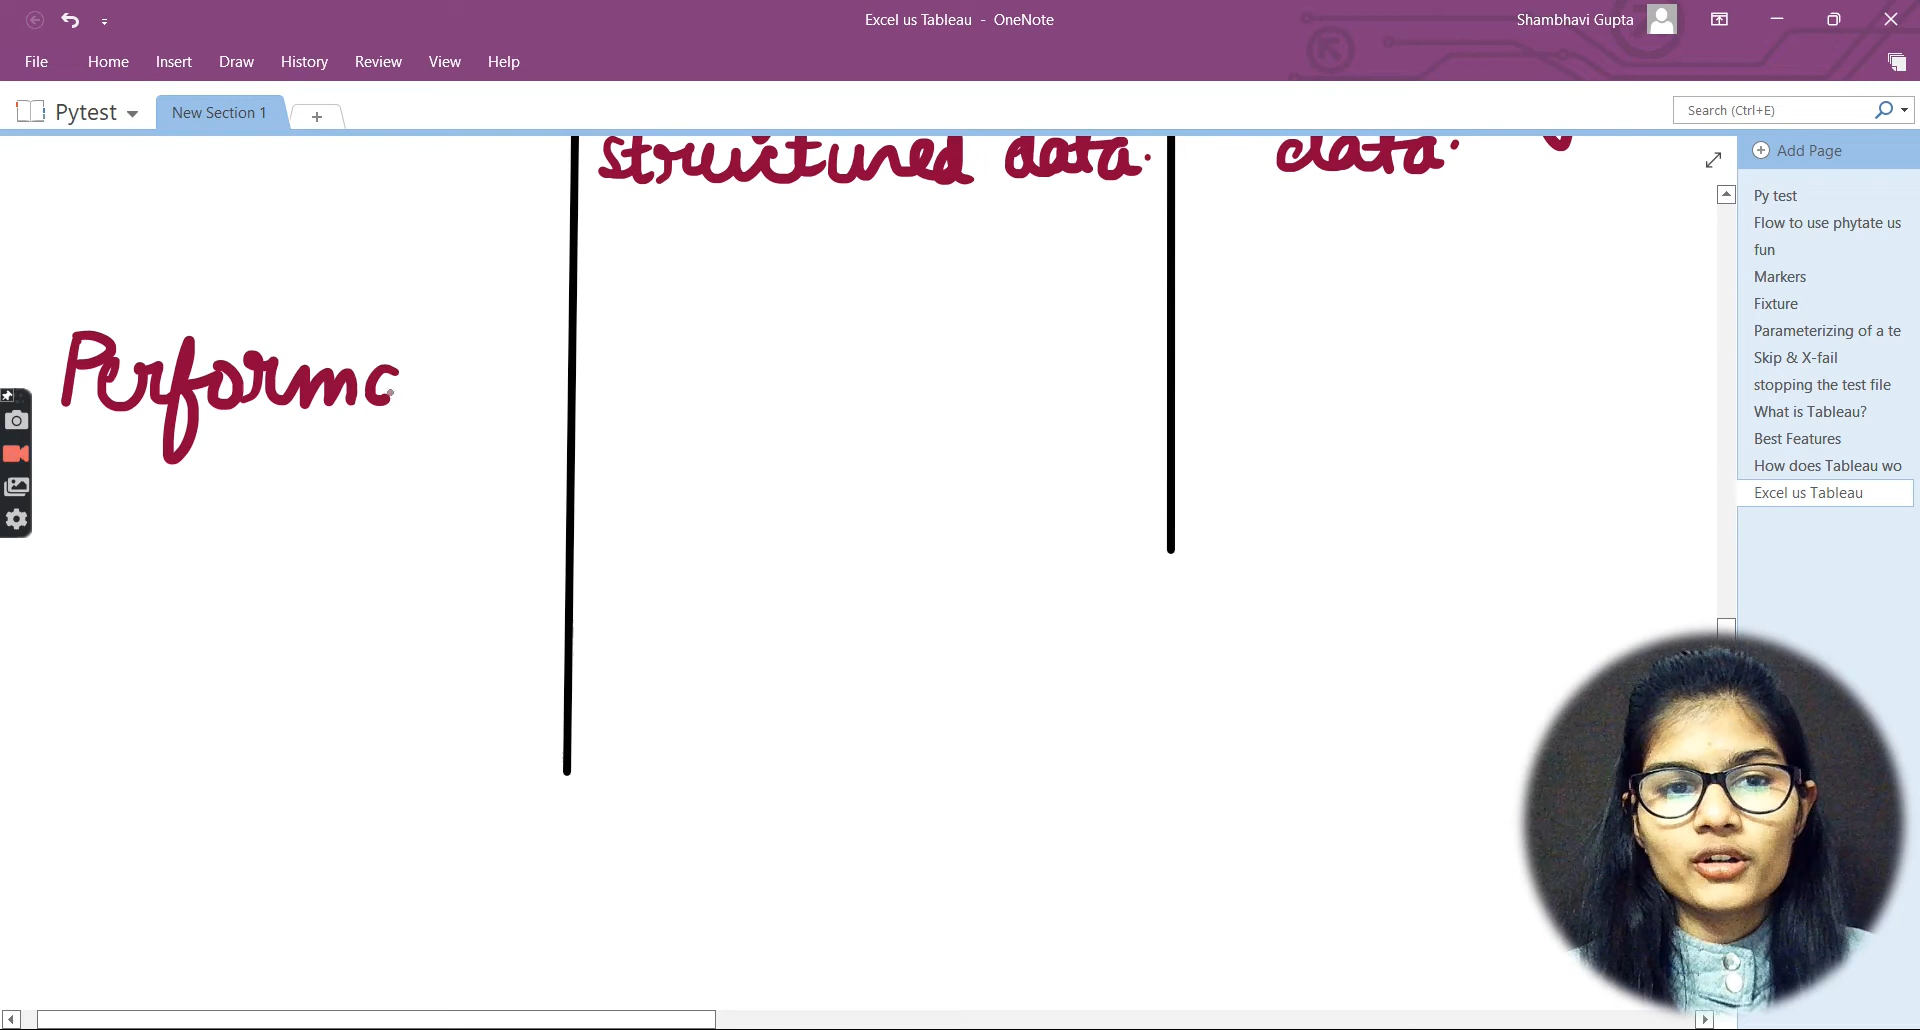 Excel us Tableau - OneNote
Shambhavi Gupta
File Home Insert Draw History Review View Help
Pytest New Section 1 +
Search (Ctrl+E)
structured data.
data.
Add Page
Py test
Flow to use phytate us
fun
Markers
Fixture
Parameterizing of a te
Skip & X-fail
stopping the test file
What is Tableau?
Best Features
How does Tableau wo
Excel us Tableau
Performa